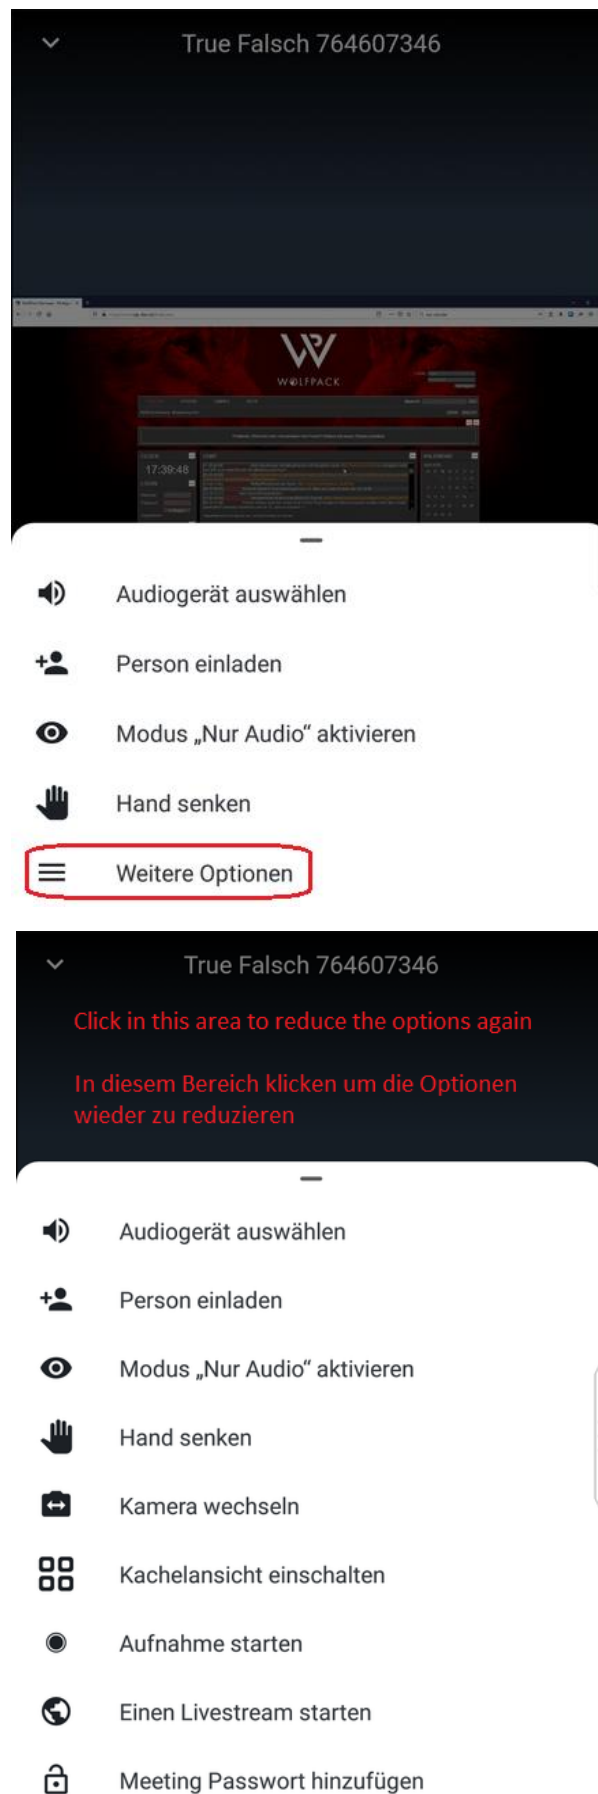 True Falsch 764607346
WOLFPACK
17:39:48
Audiogerät auswählen
Person einladen
Modus „Nur Audio“ aktivieren
Hand senken
Weitere Optionen
True Falsch 764607346
Click in this area to reduce the options again
In diesem Bereich klicken um die Optionen
wieder zu reduzieren
Audiogerät auswählen
Person einladen
Modus „Nur Audio“ aktivieren
Hand senken
Kamera wechseln
Kachelansicht einschalten
Aufnahme starten
Einen Livestream starten
Meeting Passwort hinzufügen